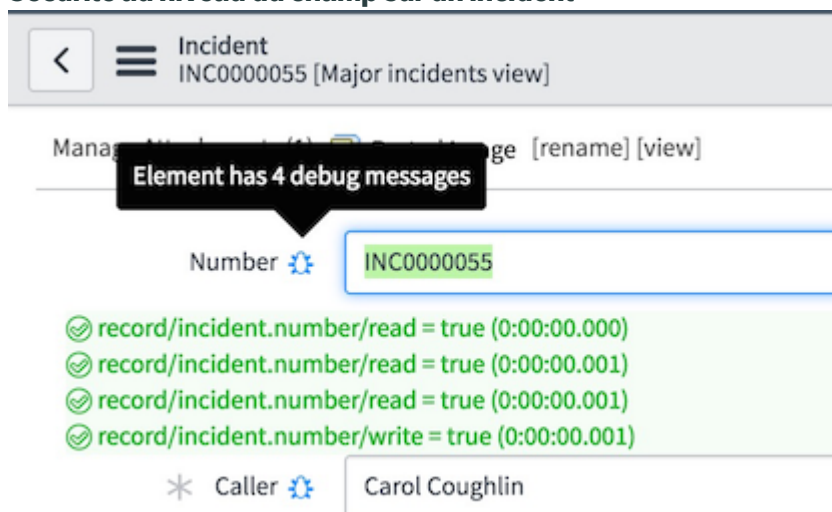 Incident
INC0000055 [Major incidents view]
Manag ge [rename] [view]
Element has 4 debug messages
Number INC0000055
record/incident.number/read = true (0:00:00.000)
record/incident.number/read = true (0:00:00.001)
record/incident.number/read = true (0:00:00.001)
record/incident.number/write = true (0:00:00.001)
Caller Carol Coughlin